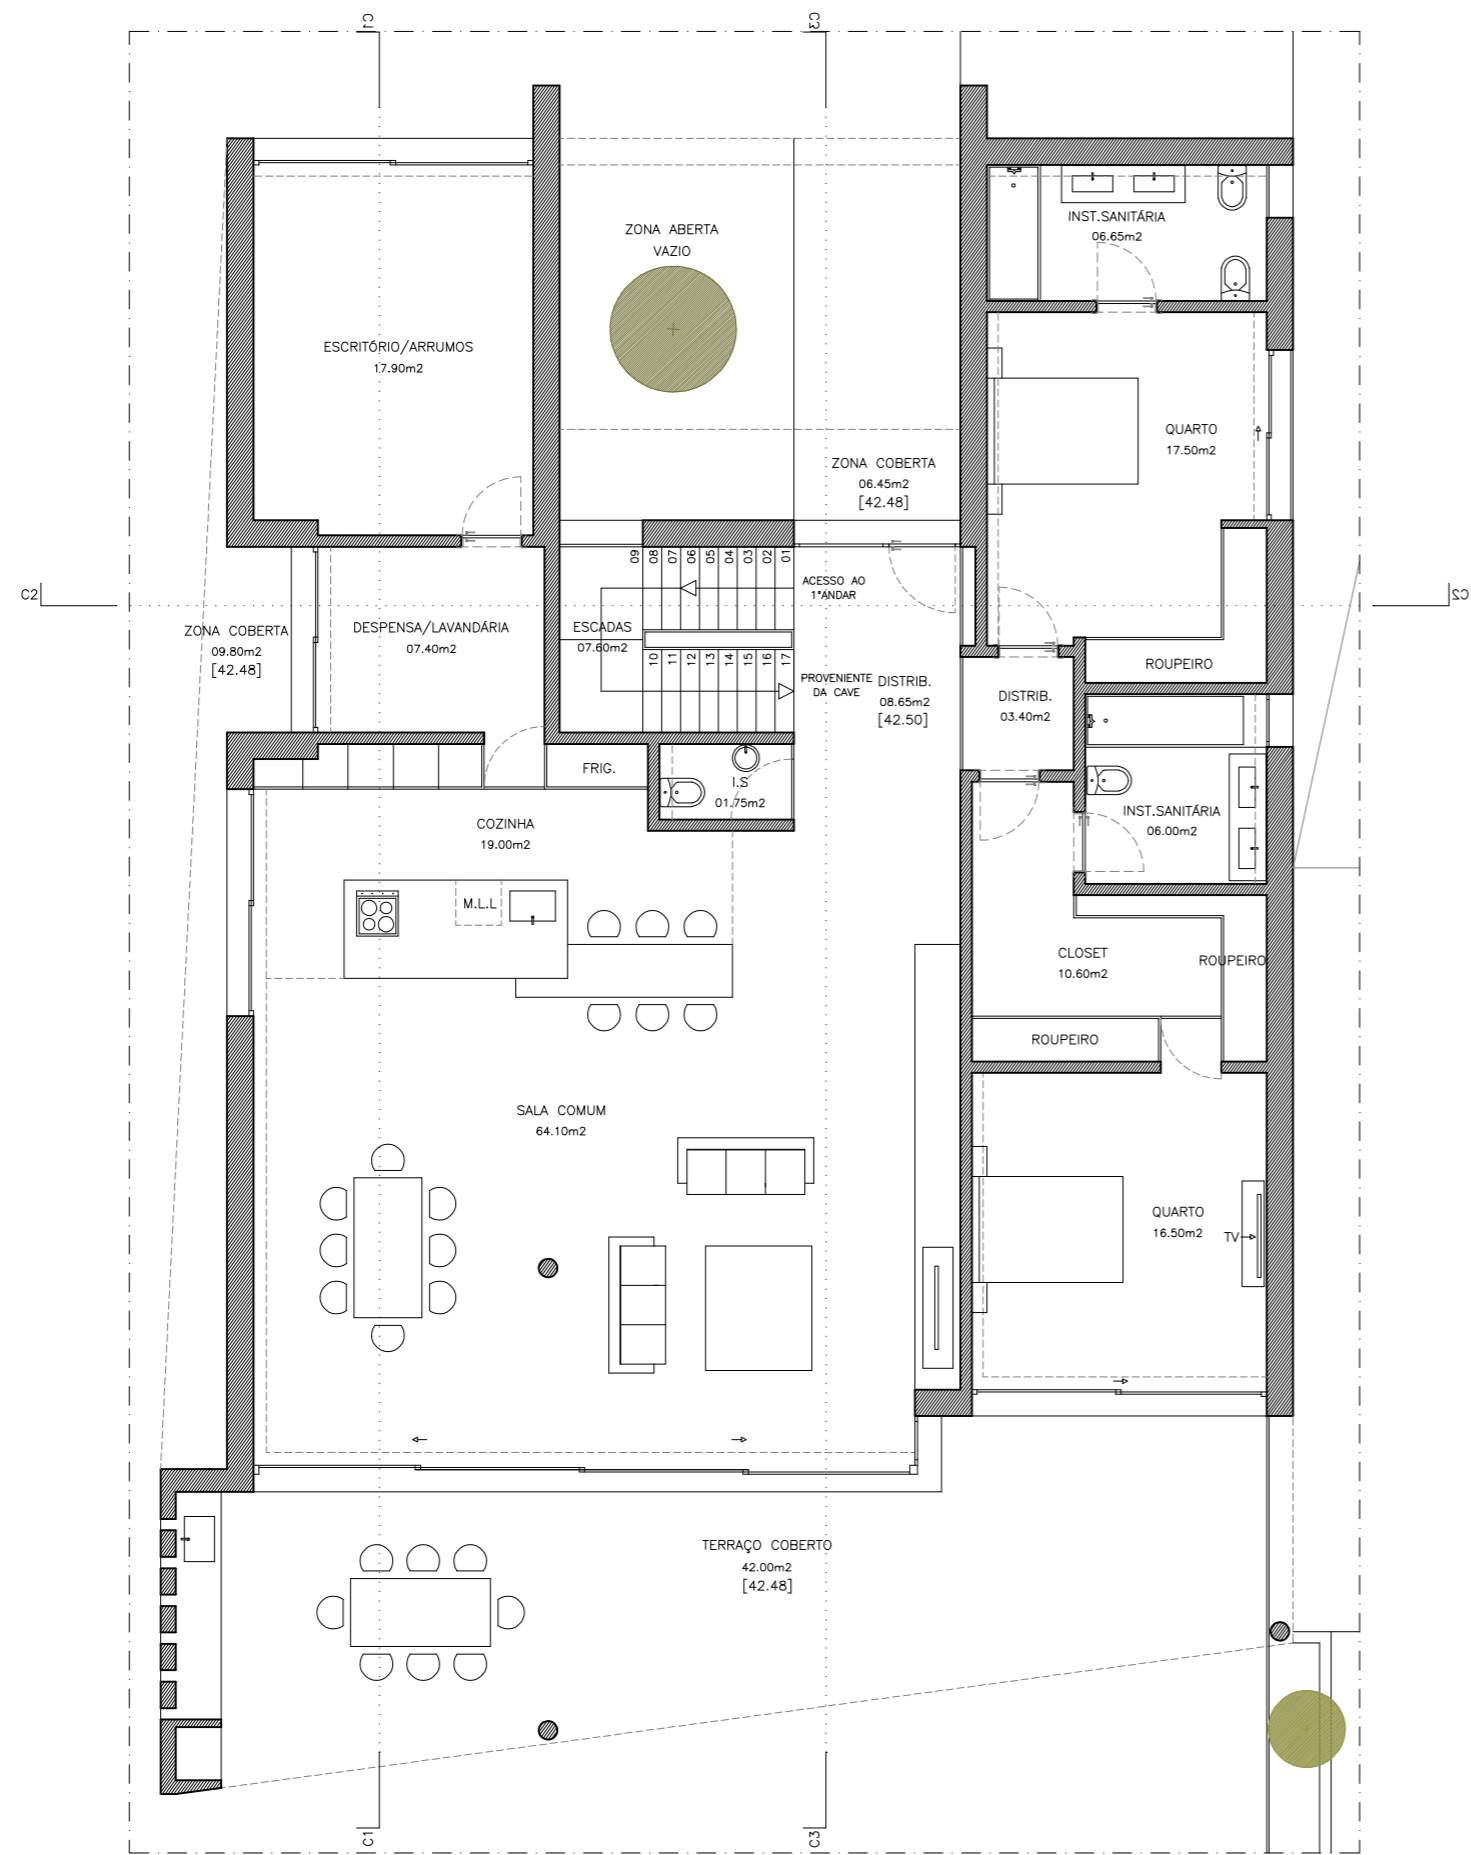 C1
C3
INST.SANITÁRIA
06.65m2
ZONA ABERTA
VAZIO
ESCRITÓRIO/ARRUMOS
17.90m2
QUARTO
17.50m2
ZONA COBERTA
06.45m2
[42.48]
09
08
07
06
05
04
03
02
01
ACESSO AO
1ºANDAR
C2
C2
ZONA COBERTA
09.80m2
[42.48]
DESPENSA/LAVANDÁRIA
07.40m2
ESCADAS
07.60m2
10
11
12
13
14
15
16
17
PROVENIENTE
DA CAVE
DISTRIB.
08.65m2
[42.50]
DISTRIB.
03.40m2
ROUPEIRO
FRIG.
I.S
01.75m2
INST.SANITÁRIA
06.00m2
COZINHA
19.00m2
M.L.L
CLOSET
10.60m2
ROUPEIRO
ROUPEIRO
SALA COMUM
64.10m2
QUARTO
16.50m2
TV
TERRAÇO COBERTO
42.00m2
[42.48]
C1
C3